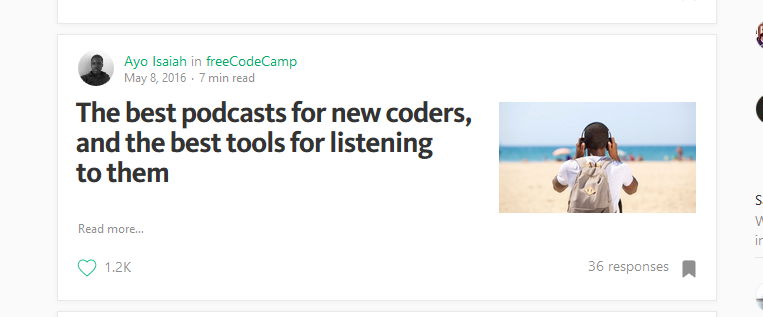 Ayo Isaiah in freeCodeCamp
May 8, 2016 · 7 min read
The best podcasts for new coders,
and the best tools for listening
to them
Read more...
1.2K
36 responses
S
W
in